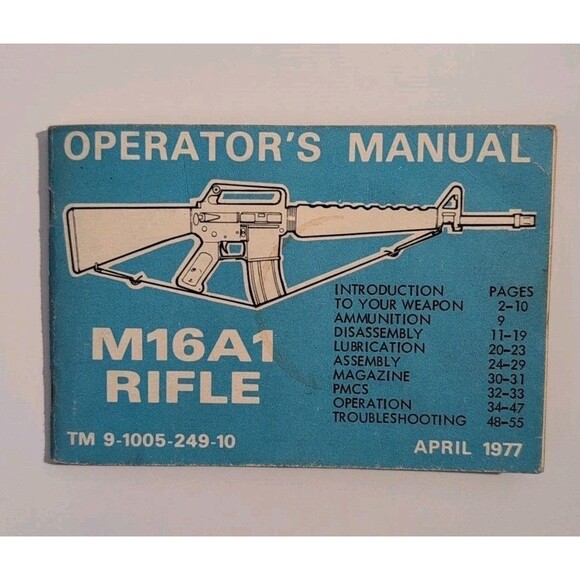 OPERATOR'S MANUAL
INTRODUCTION TO YOUR WEAPON PAGES 2-10
AMMUNITION 9
DISASSEMBLY 11-19
LUBRICATION 20-23
ASSEMBLY 24-29
MAGAZINE 30-31
PMCS 32-33
OPERATION 34-47
TROUBLESHOOTING 48-55
M16A1
RIFLE
TM 9-1005-249-10
APRIL 1977